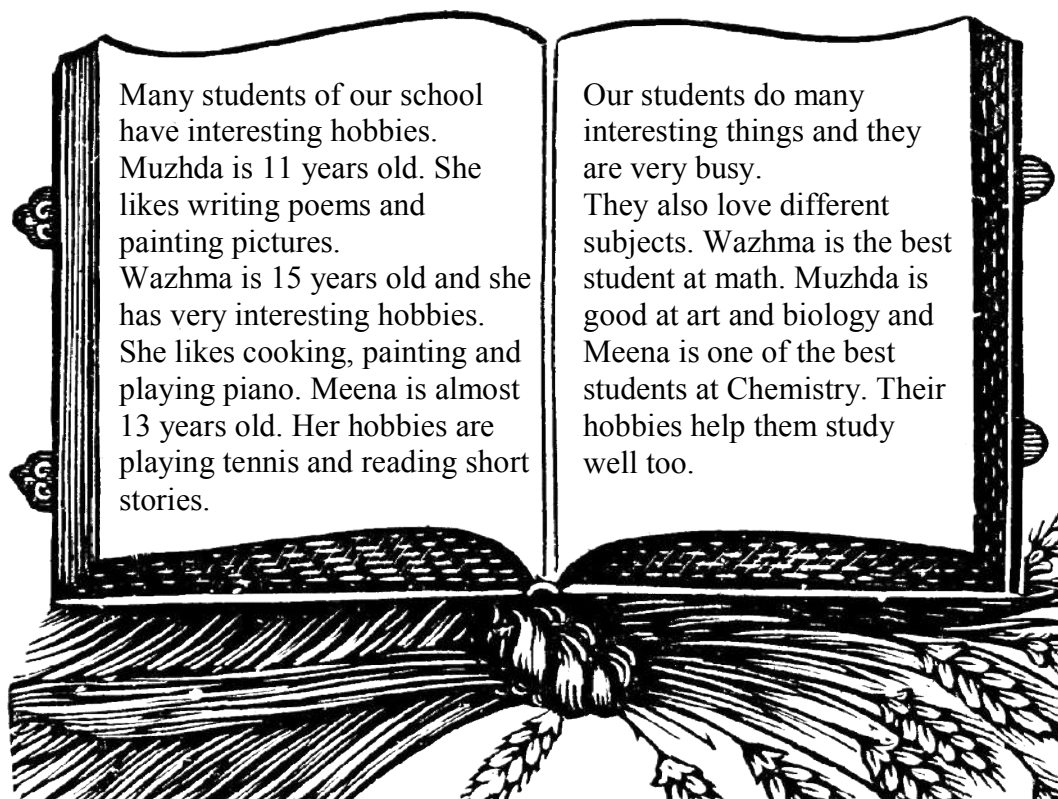 Many students of our school
have interesting hobbies.
Muzhda is 11 years old. She
likes writing poems and
painting pictures.
Wazhma is 15 years old and she
has very interesting hobbies.
She likes cooking, painting and
playing piano. Meena is almost
13 years old. Her hobbies are
playing tennis and reading short
stories.
Our students do many
interesting things and they
are very busy.
They also love different
subjects. Wazhma is the best
student at math. Muzhda is
good at art and biology and
Meena is one of the best
students at Chemistry. Their
hobbies help them study
well too.